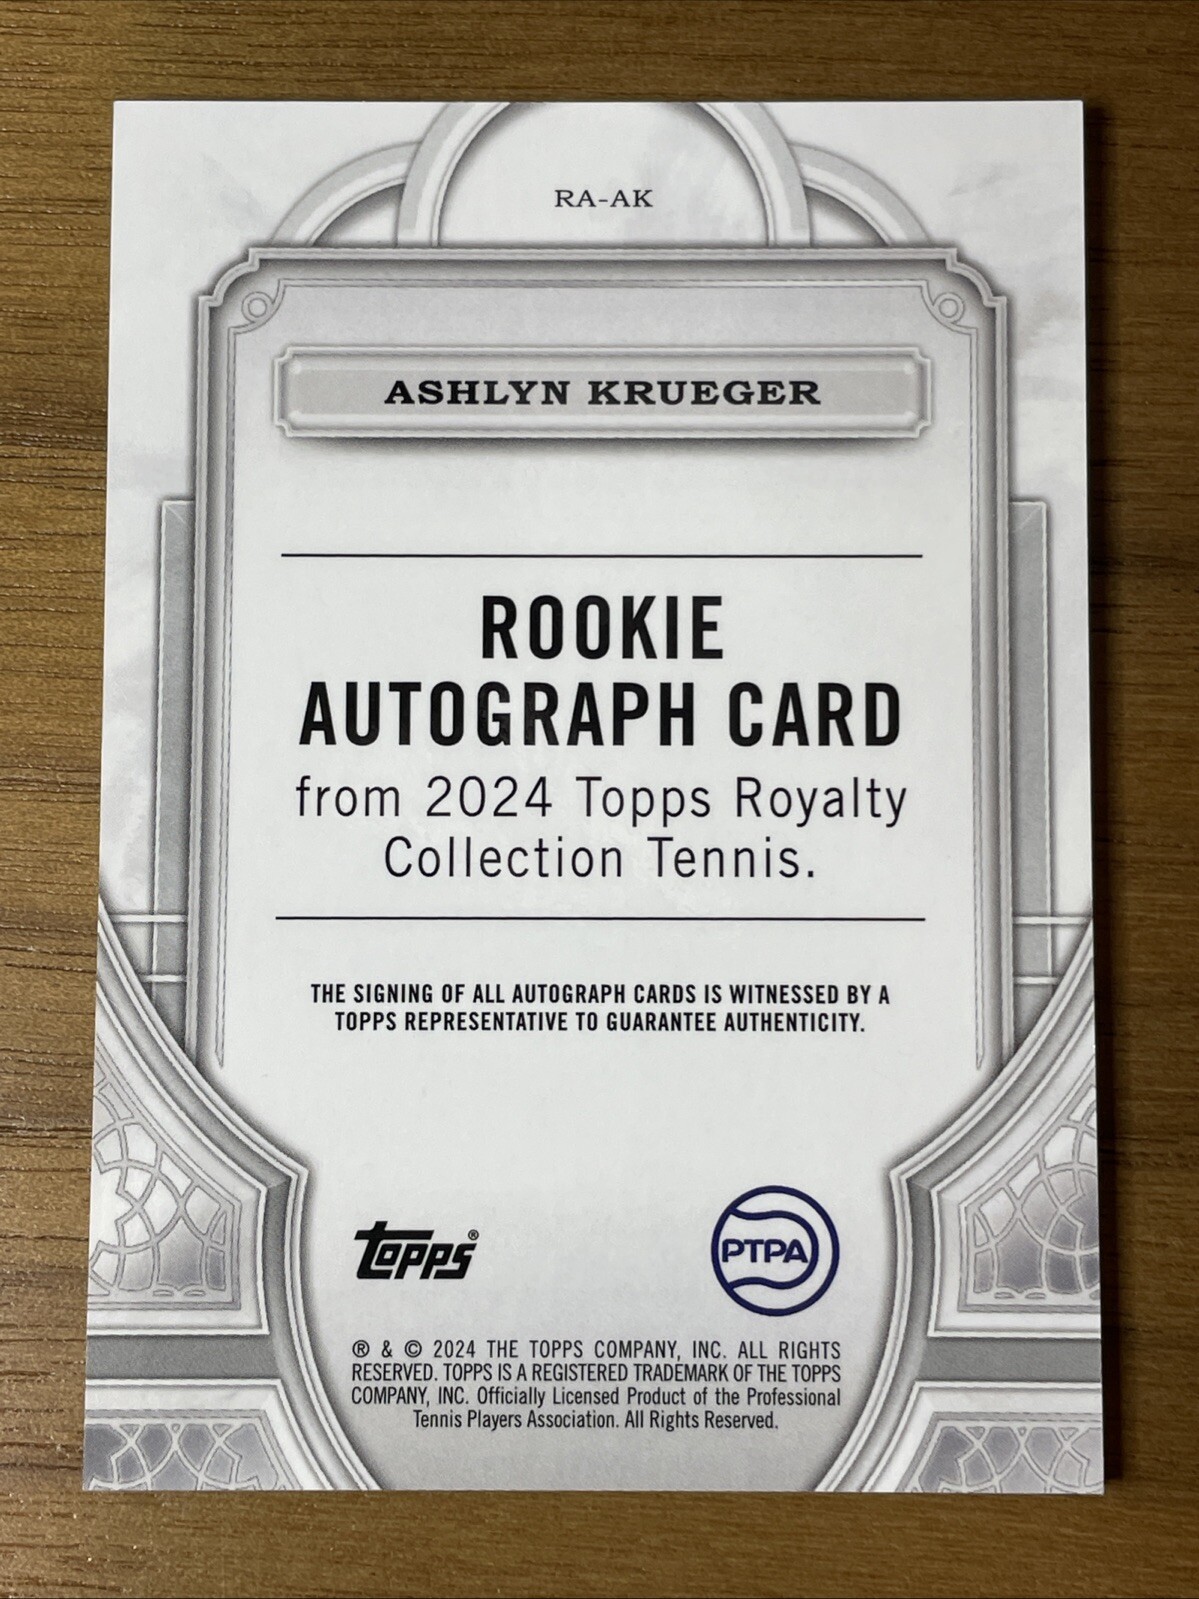 RA-AK
ASHLYN KRUEGER
ROOKIE
AUTOGRAPH CARD
from 2024 Topps Royalty
Collection Tennis.
THE SIGNING OF ALL AUTOGRAPH CARDS IS WITNESSED BY A
TOPPS REPRESENTATIVE TO GUARANTEE AUTHENTICITY.
topps®
PTPA
® & © 2024 THE TOPPS COMPANY, INC. ALL RIGHTS
RESERVED. TOPPS IS A REGISTERED TRADEMARK OF THE TOPPS
COMPANY, INC. Officially Licensed Product of the Professional
Tennis Players Association. All Rights Reserved.